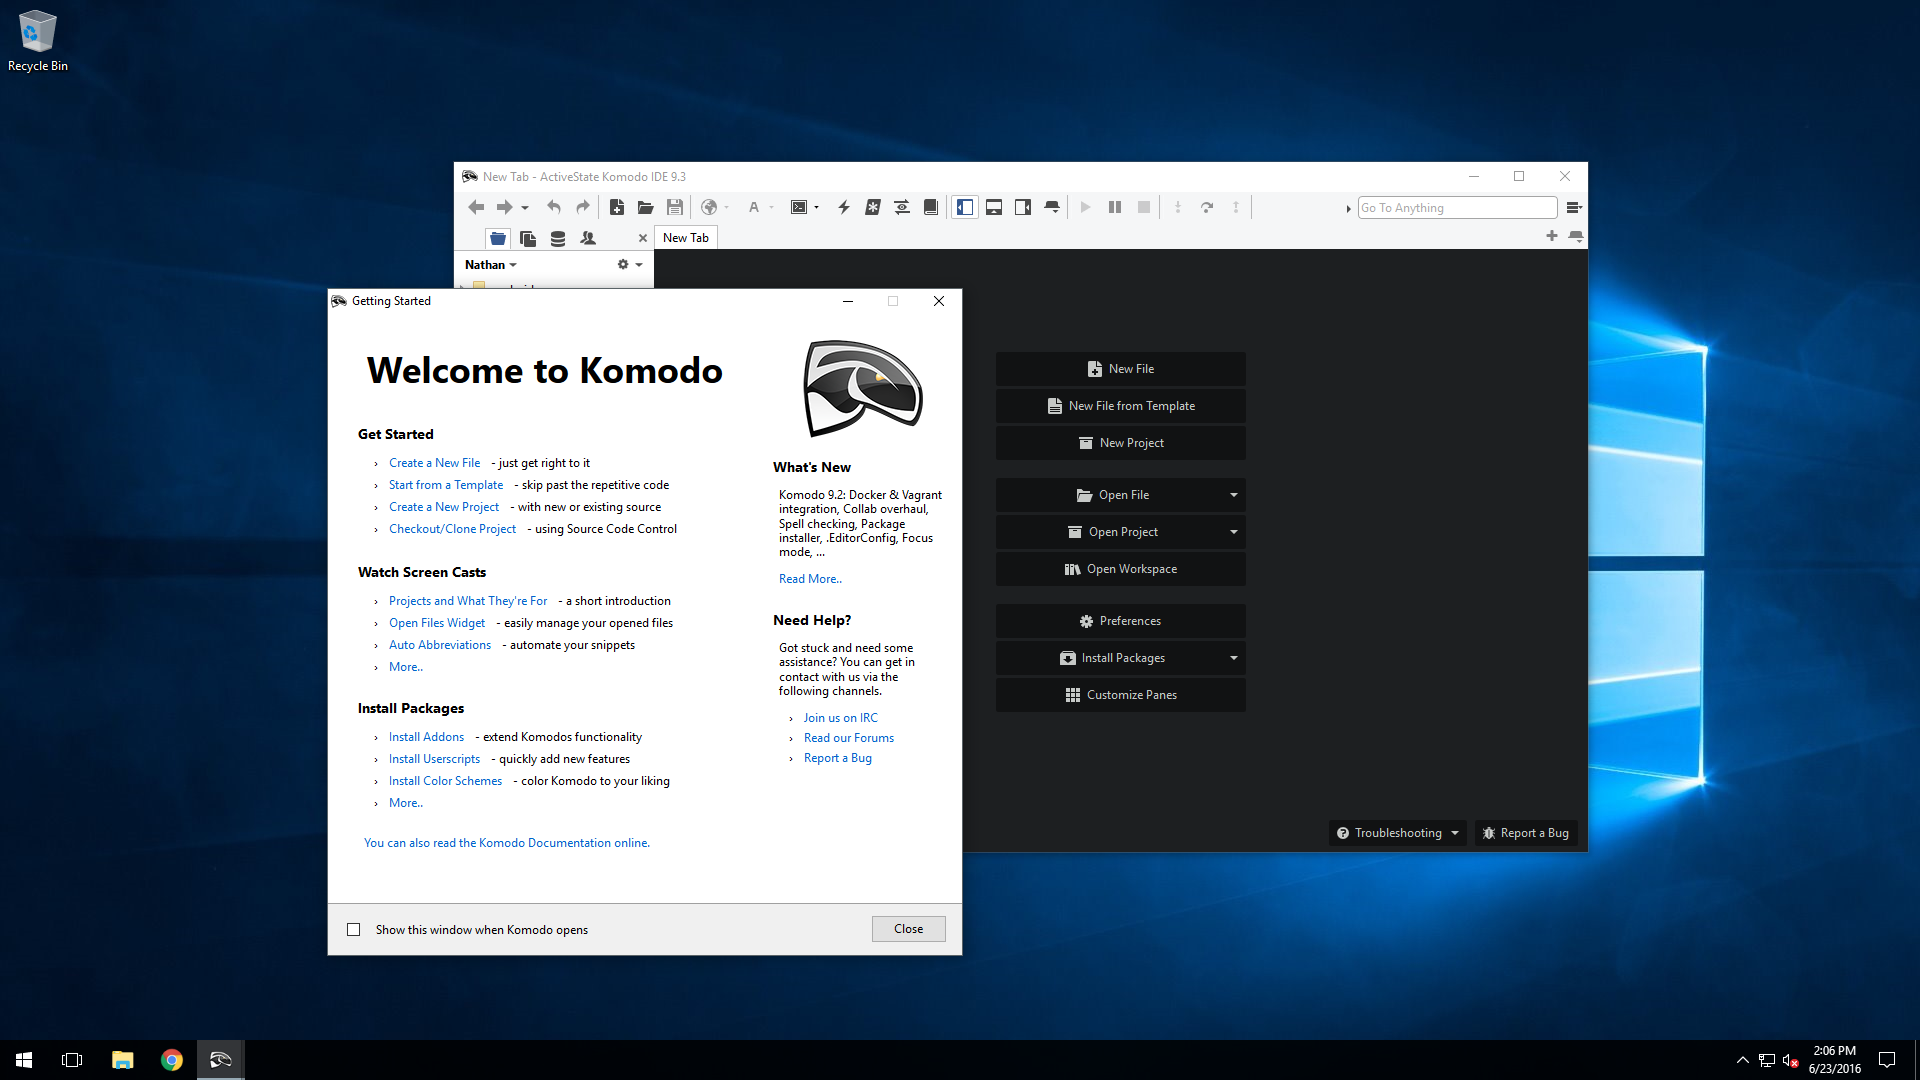 Recycle Bin
New Tab - ActiveState Komodo IDE 9.3
Go To Anything
New Tab
Nathan
Getting Started
Welcome to Komodo
Get Started
› Create a New File - just get right to it
› Start from a Template - skip past the repetitive code
› Create a New Project - with new or existing source
› Checkout/Clone Project - using Source Code Control
Watch Screen Casts
› Projects and What They're For - a short introduction
› Open Files Widget - easily manage your opened files
› Auto Abbreviations - automate your snippets
› More..
Install Packages
› Install Addons - extend Komodos functionality
› Install Userscripts - quickly add new features
› Install Color Schemes - color Komodo to your liking
› More..
You can also read the Komodo Documentation online.
What's New
Komodo 9.2: Docker & Vagrant
integration, Collab overhaul,
Spell checking, Package
installer, .EditorConfig, Focus
mode, ...
Read More..
Need Help?
Got stuck and need some
assistance? You can get in
contact with us via the
following channels.
› Join us on IRC
› Read our Forums
› Report a Bug
Show this window when Komodo opens
Close
New File
New File from Template
New Project
Open File
Open Project
Open Workspace
Preferences
Install Packages
Customize Panes
Troubleshooting
Report a Bug
2:06 PM
6/23/2016